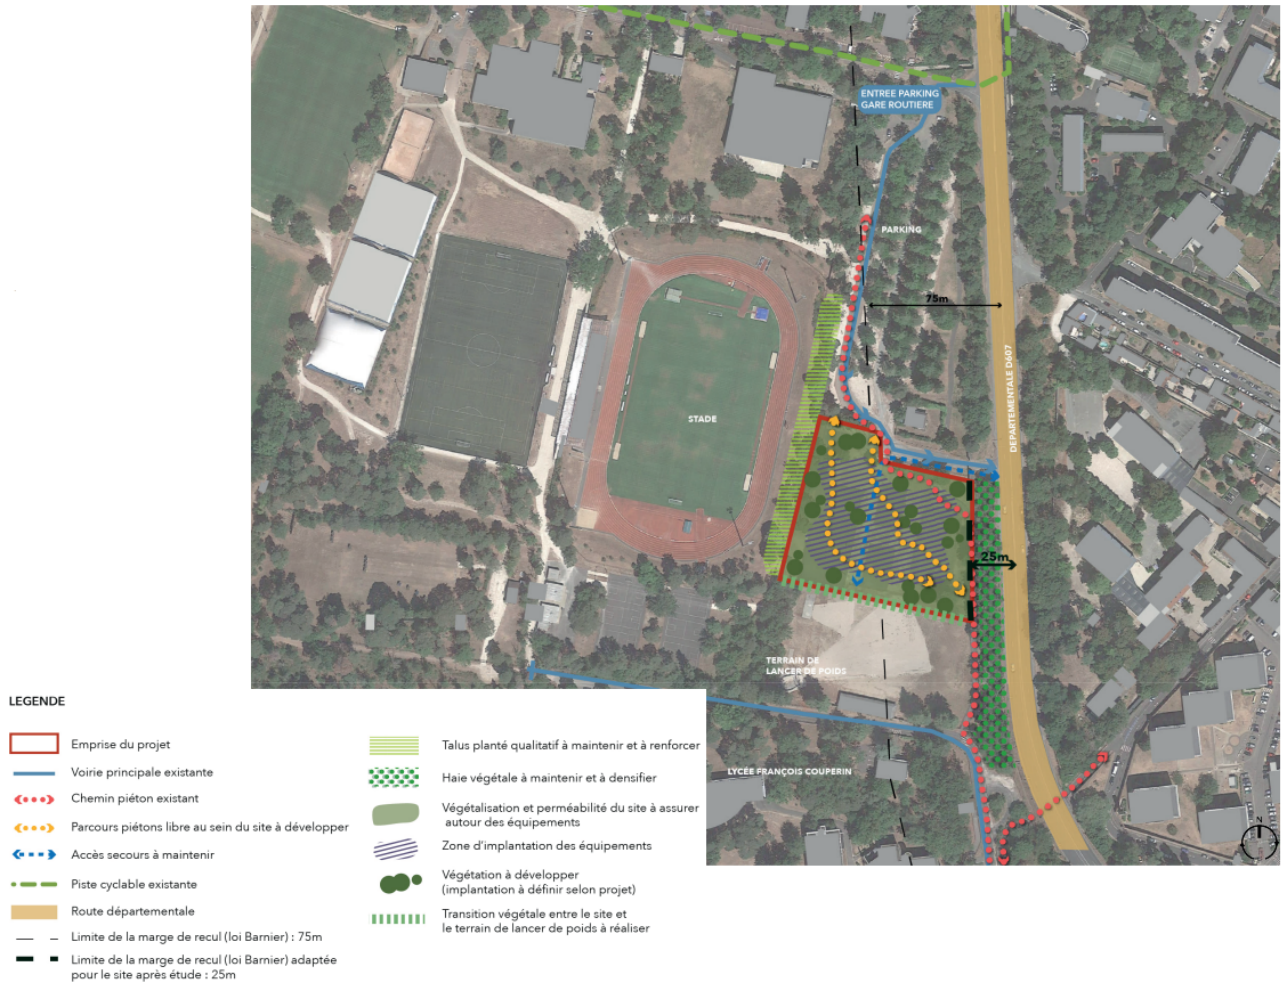 ENTREE PARKING
GARE ROUTIERE
PARKING
75m
DEPARTEMENTALE D607
STADE
25m
TERRAIN DE
LANCER DE POIDS
LYCÉE FRANÇOIS COUPERIN
N
LEGENDE
Emprise du projet
Voirie principale existante
Chemin piéton existant
Parcours piétons libre au sein du site à développer
Accès secours à maintenir
Piste cyclable existante
Route départementale
Limite de la marge de recul (loi Barnier) : 75m
Limite de la marge de recul (loi Barnier) adaptée
pour le site après étude : 25m
Talus planté qualitatif à maintenir et à renforcer
Haie végétale à maintenir et à densifier
Végétalisation et perméabilité du site à assurer
autour des équipements
Zone d'implantation des équipements
Végétation à développer
(implantation à définir selon projet)
Transition végétale entre le site et
le terrain de lancer de poids à réaliser